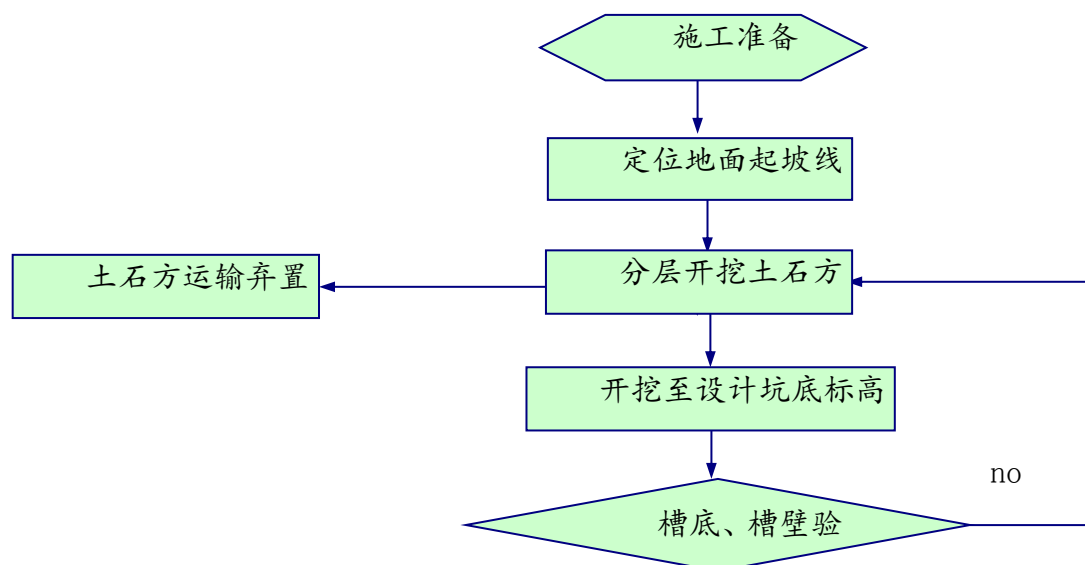 施工准备
定位地面起坡线
土石方运输弃置
分层开挖土石方
开挖至设计坑底标高
no
槽底、槽壁验